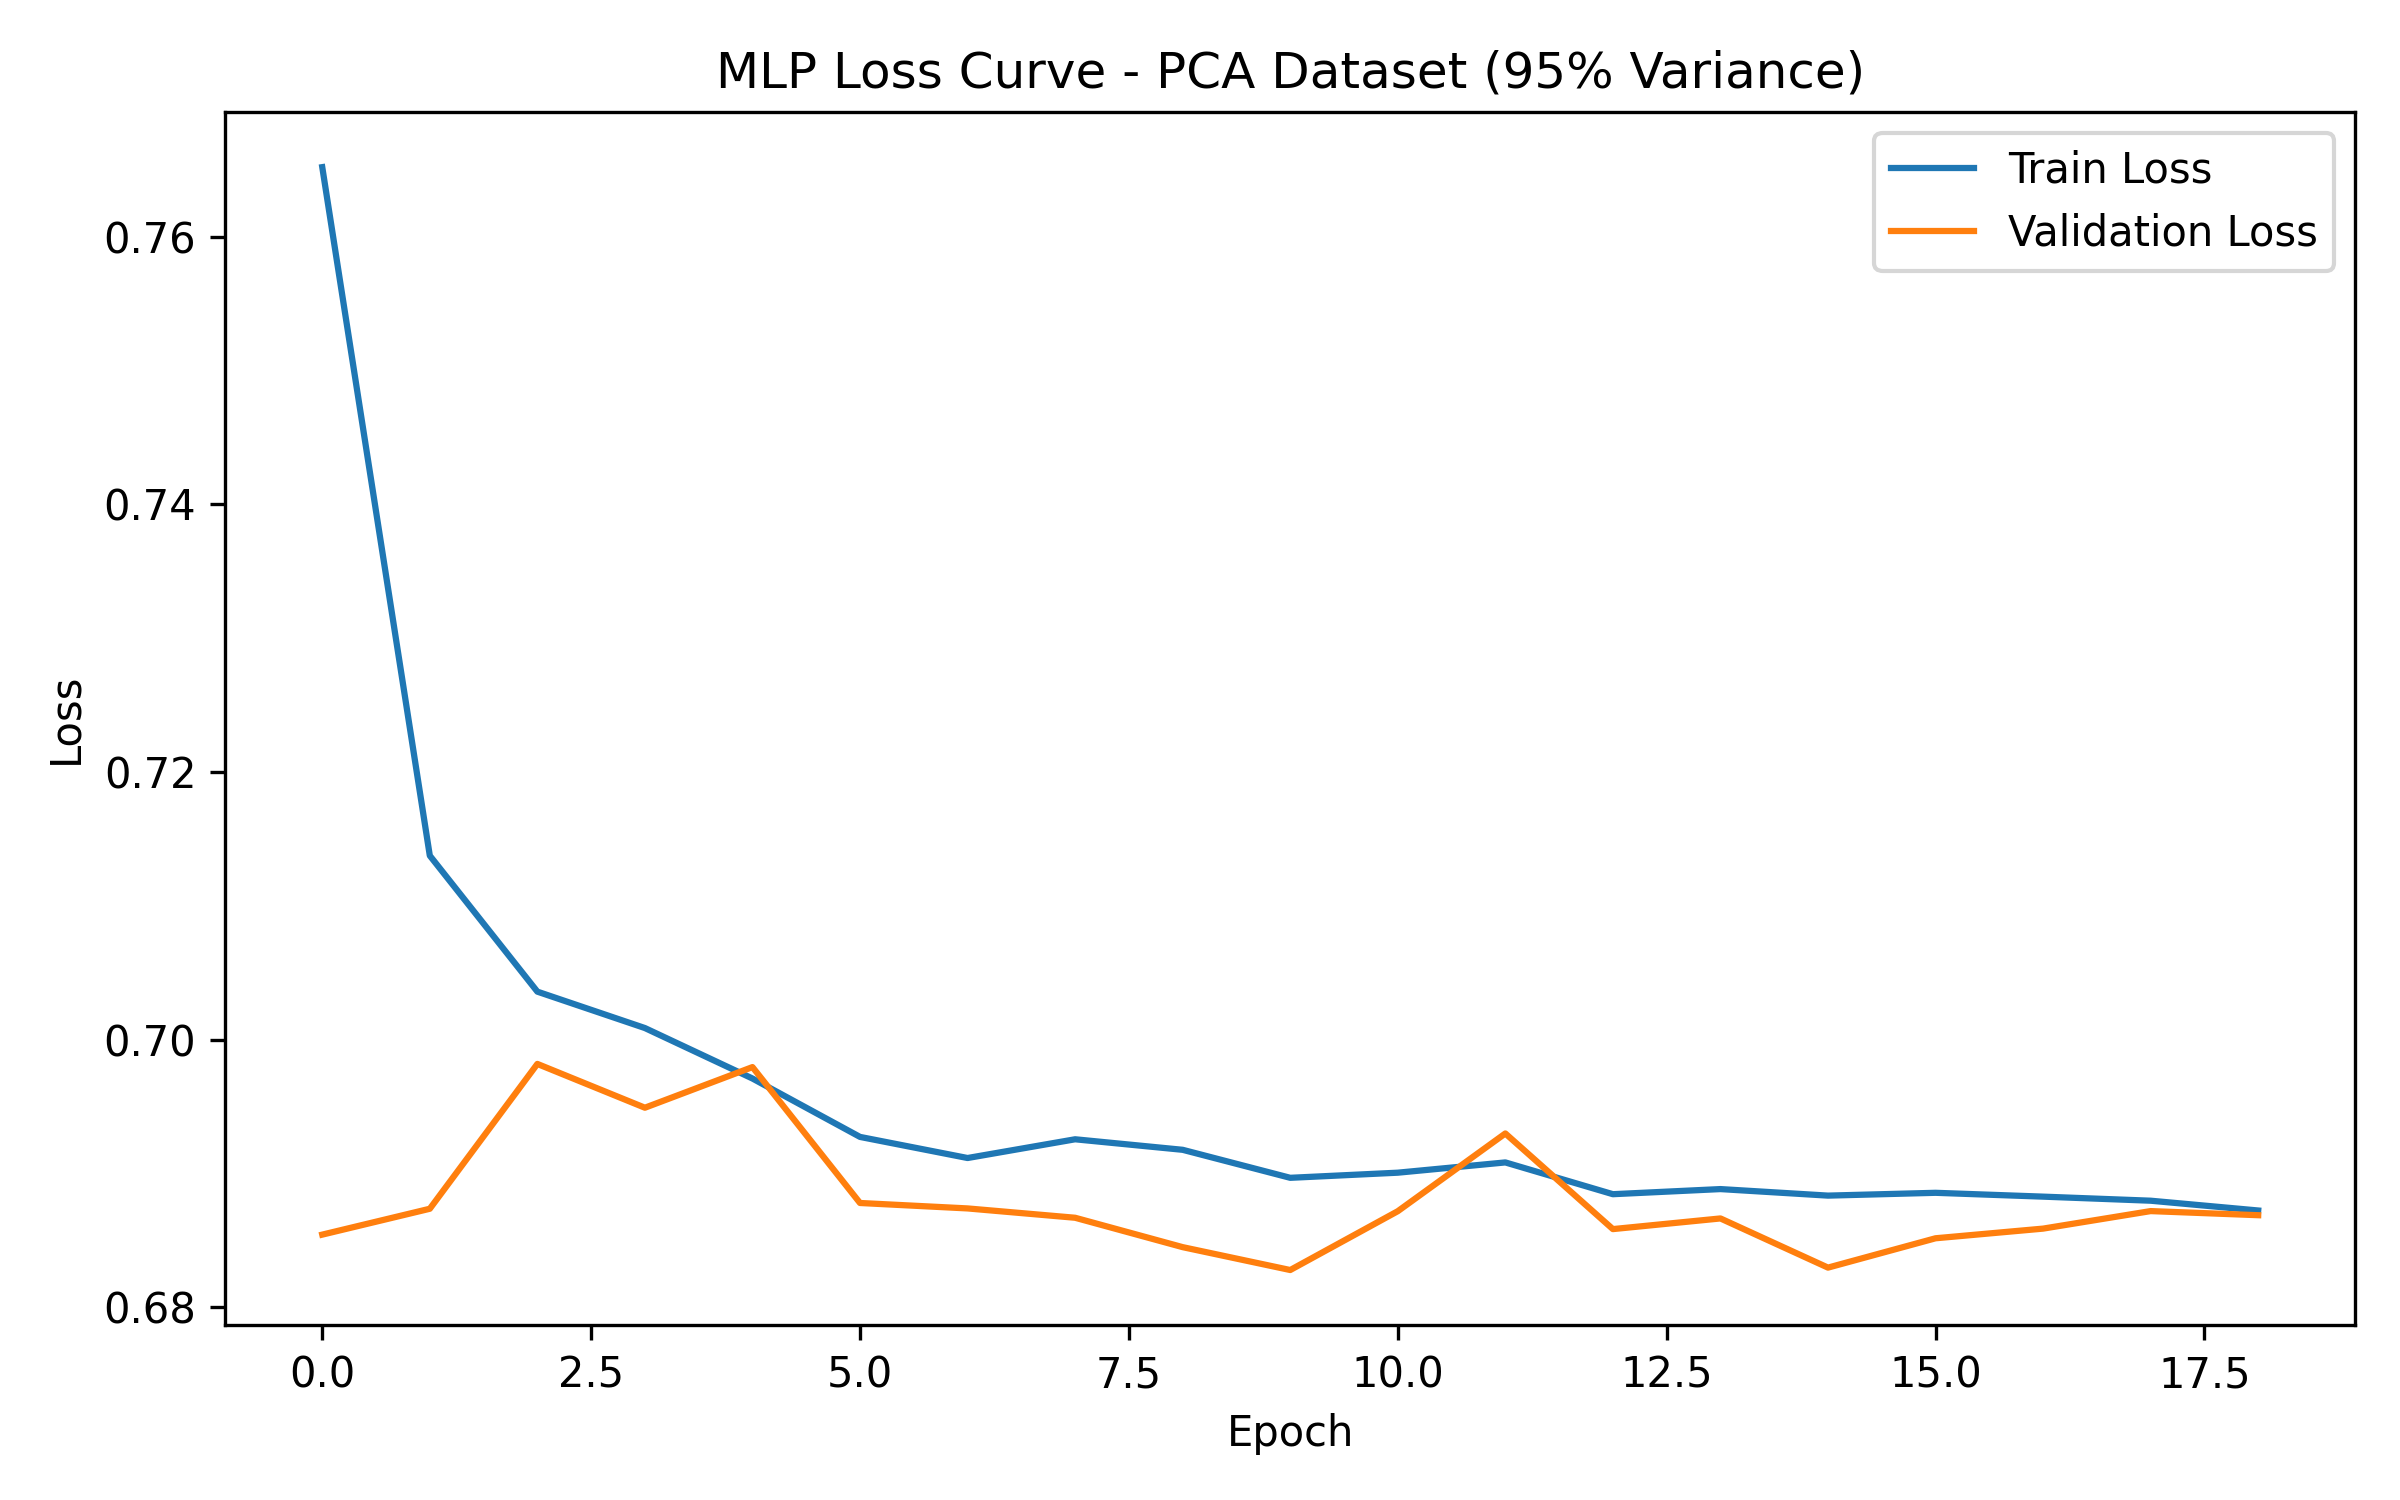 MLP Loss Curve - PCA Dataset (95% Variance)
Train Loss
Validation Loss
0.76
0.74
0.72
0.70
0.68
Loss
0.0 2.5 5.0 7.5 10.0 12.5 15.0 17.5
Epoch